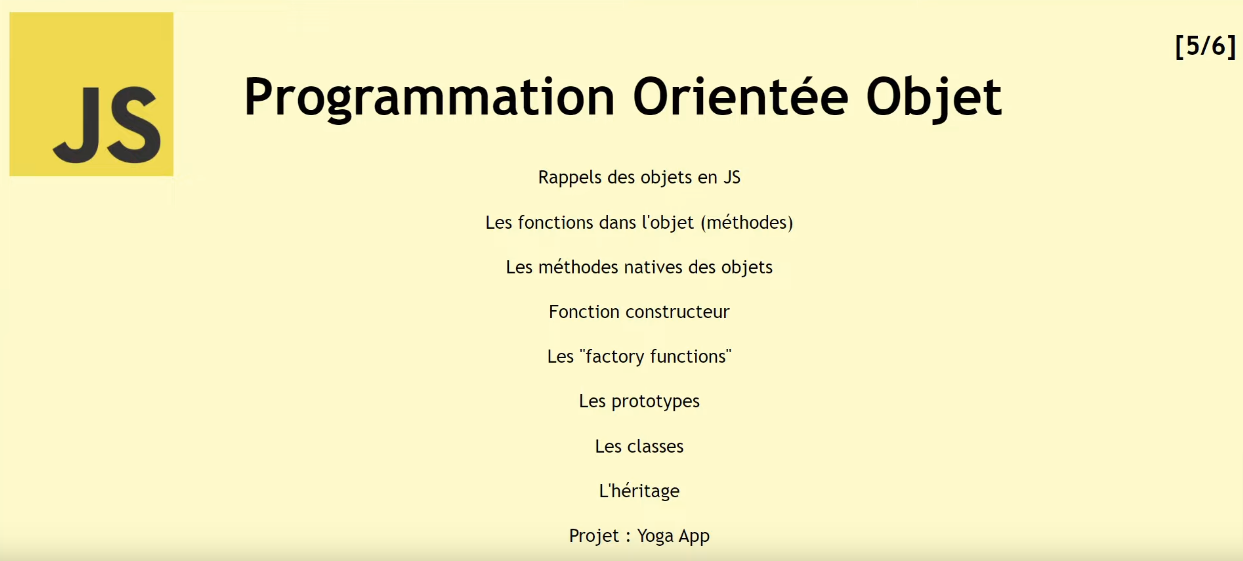 JS
[5/6]
Programmation Orientée Objet
Rappels des objets en JS
Les fonctions dans l'objet (méthodes)
Les méthodes natives des objets
Fonction constructeur
Les "factory functions"
Les prototypes
Les classes
L'héritage
Projet : Yoga App